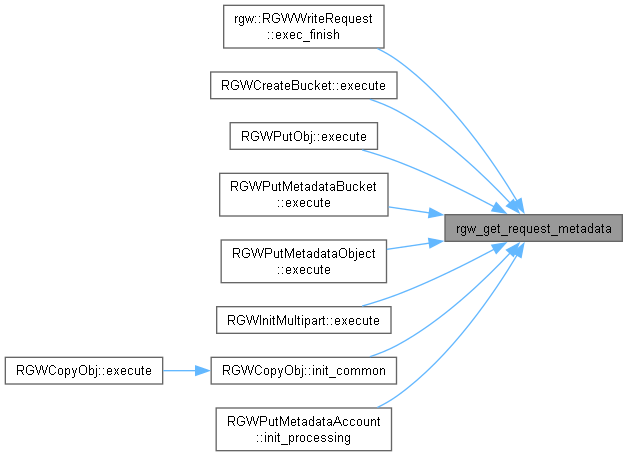 rgw::RGWWriteRequest
::exec_finish
RGWCreateBucket::execute
RGWPutObj::execute
RGWPutMetadataBucket
::execute
rgw_get_request_metadata
RGWPutMetadataObject
::execute
RGWInitMultipart::execute
RGWCopyObj::execute
RGWCopyObj::init_common
RGWPutMetadataAccount
::init_processing